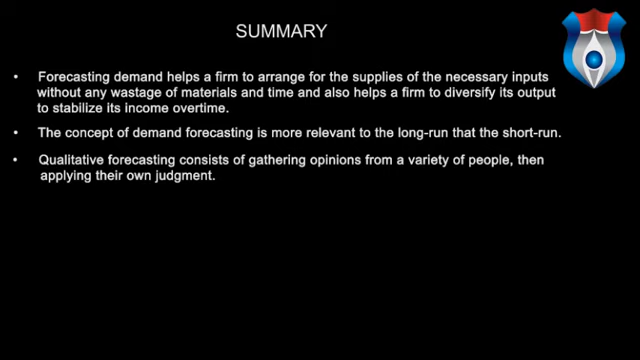 SUMMARY
• Forecasting demand helps a firm to arrange for the supplies of the necessary inputs
without any wastage of materials and time and also helps a firm to diversify its output
to stabilize its income overtime.
• The concept of demand forecasting is more relevant to the long-run that the short-run.
• Qualitative forecasting consists of gathering opinions from a variety of people, then
applying their own judgment.